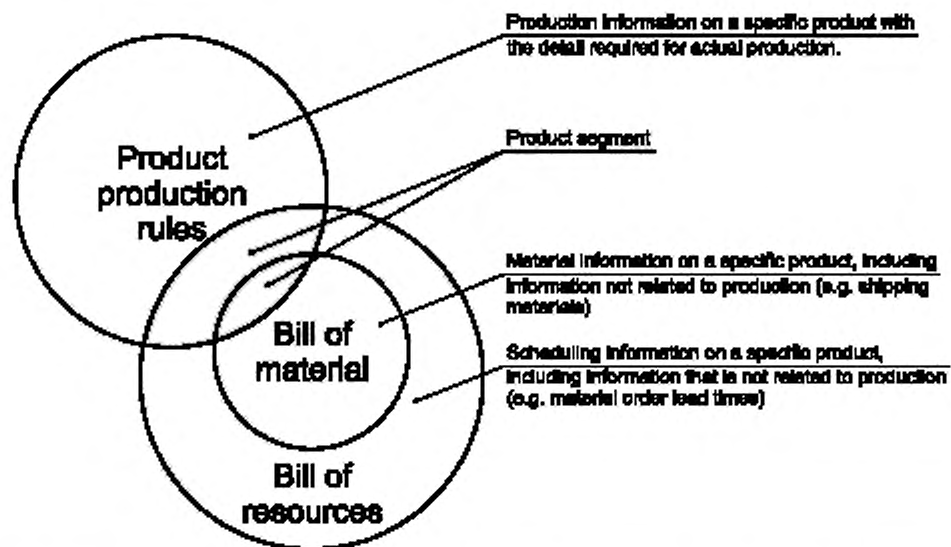 Production information on a specific product with
the detail required for actual production.
Product segment
Product
production
rules
Material information on a specific product, including
information not related to production (e.g. shipping
materials)
Bill of
material
Scheduling information on a specific product,
including information that is not related to production
(e.g. material order lead times)
Bill of
resources